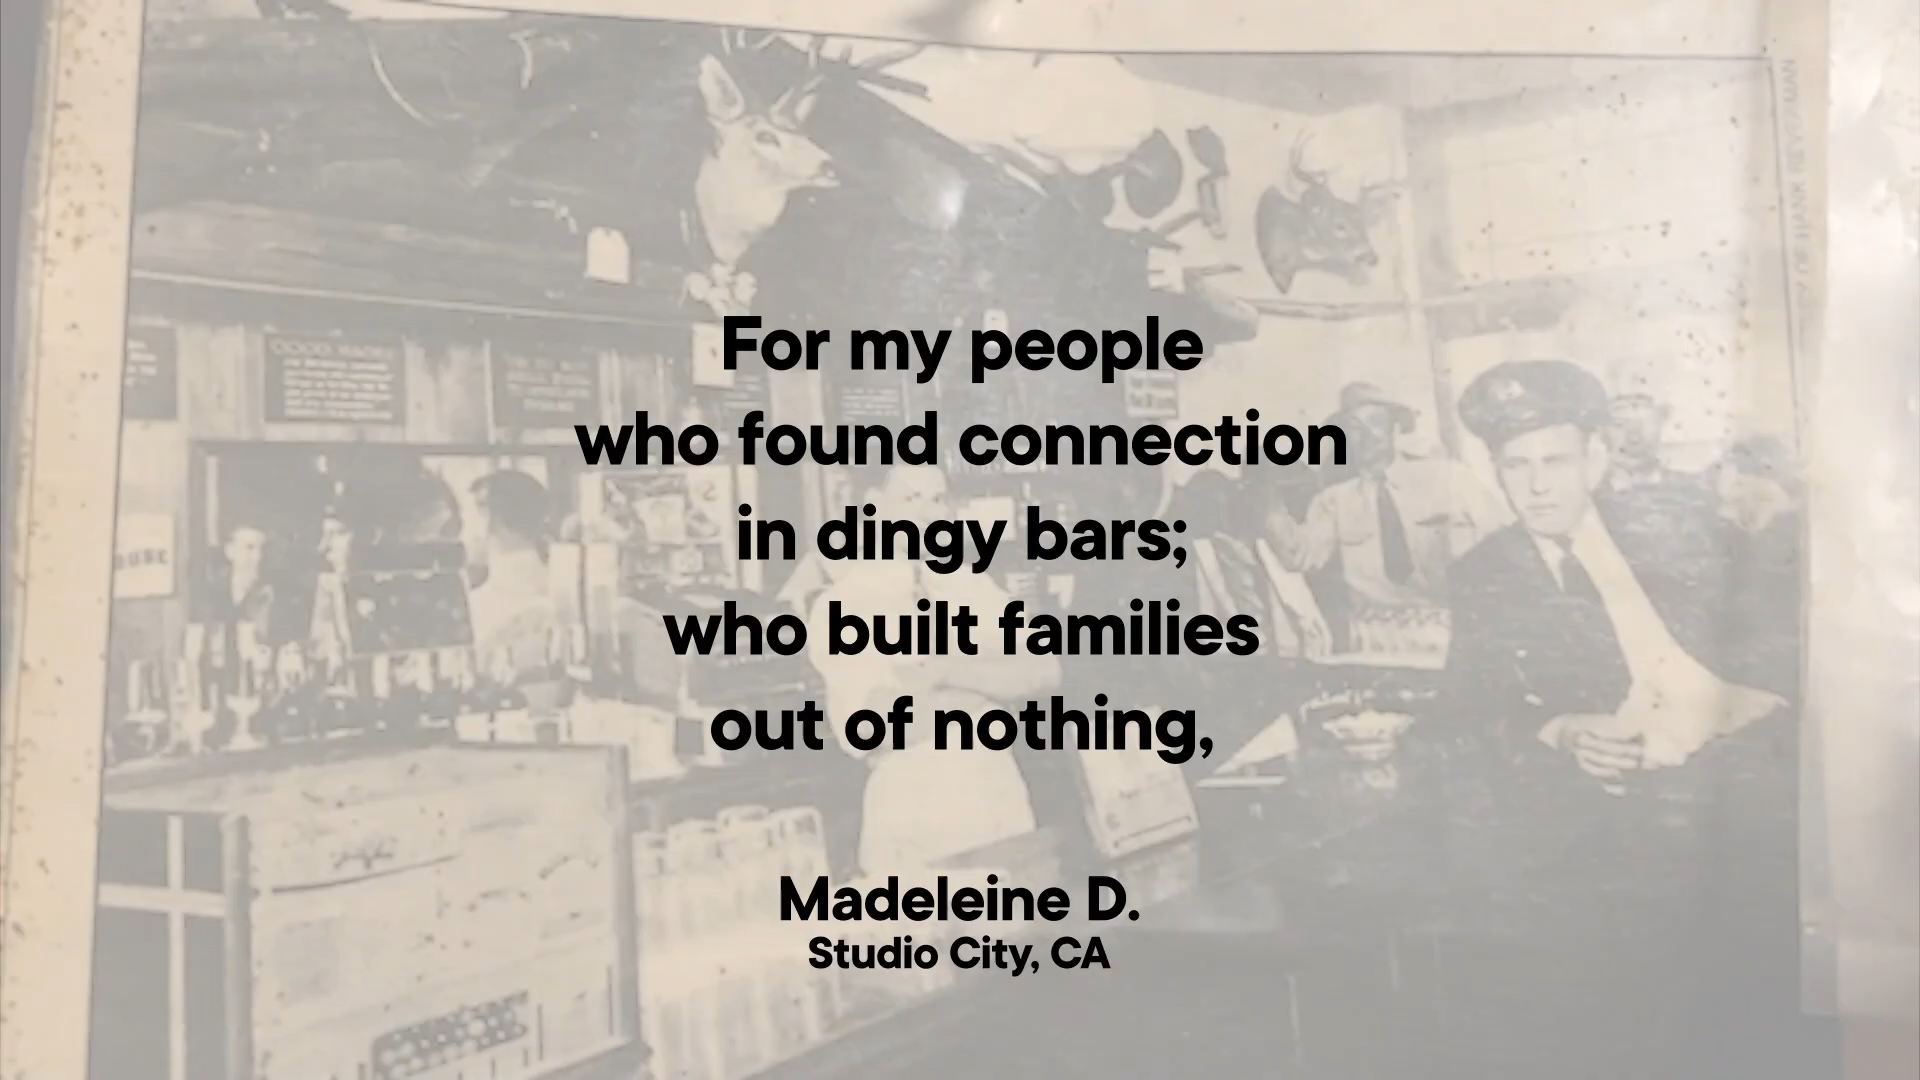 For my people
who found connection
in dingy bars;
who built families
out of nothing,
Madeleine D.
Studio City, CA